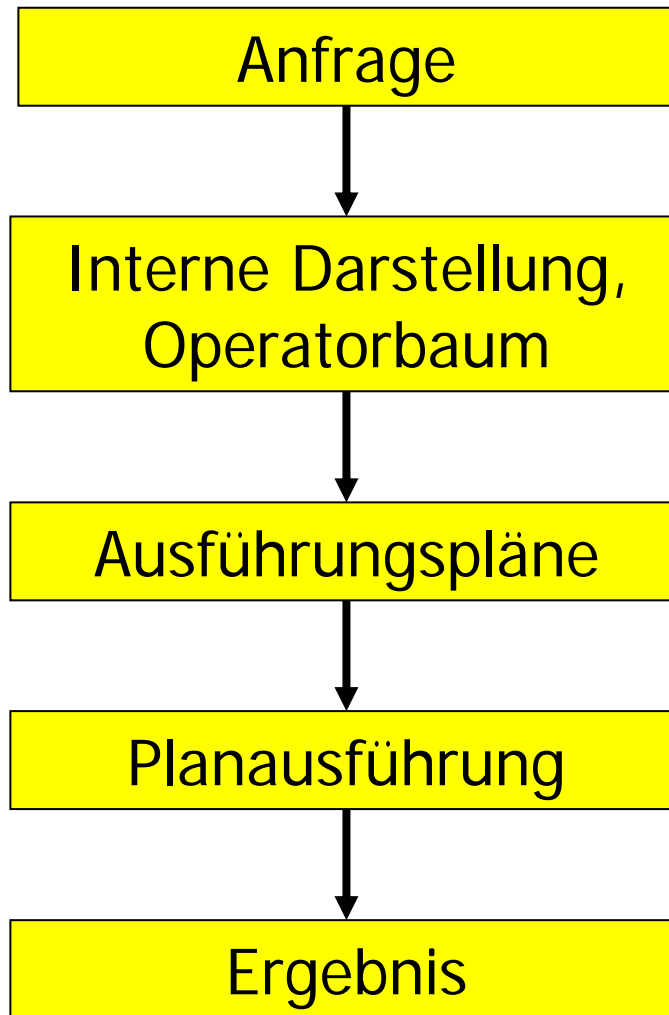 Anfrage
Interne Darstellung,
Operatorbaum
Ausführungspläne
Planausführung
Ergebnis